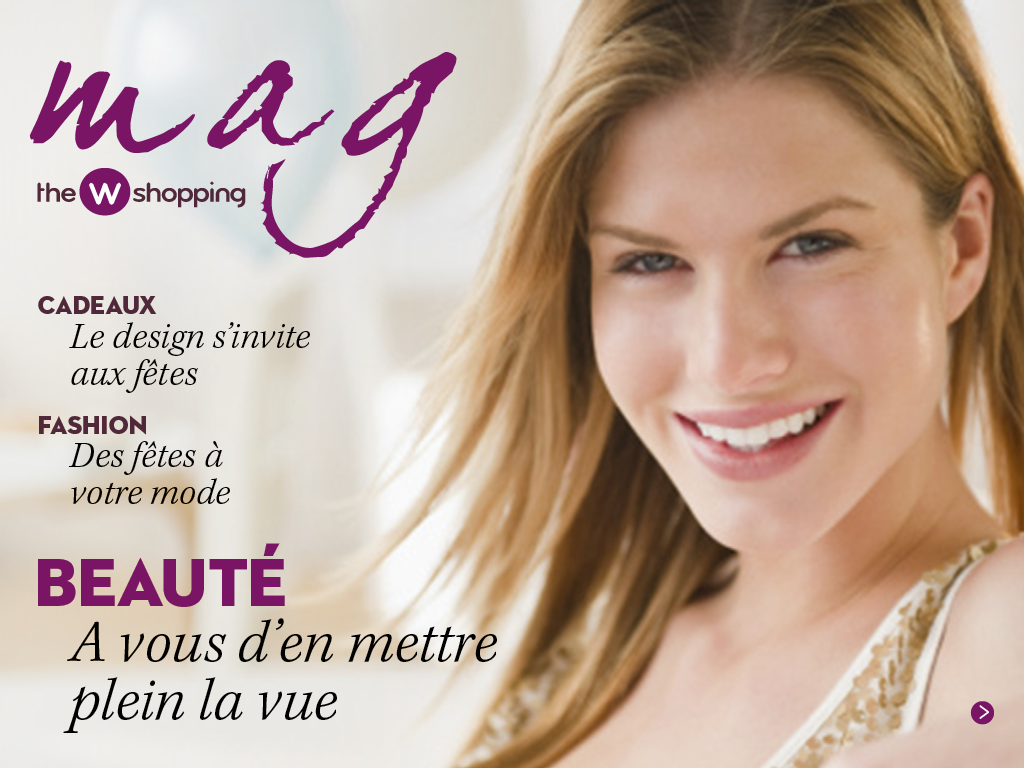 mag
the W shopping
CADEAUX
Le design s’invite
aux fêtes
FASHION
Des fêtes à
votre mode
BEAUTÉ
A vous d’en mettre
plein la vue